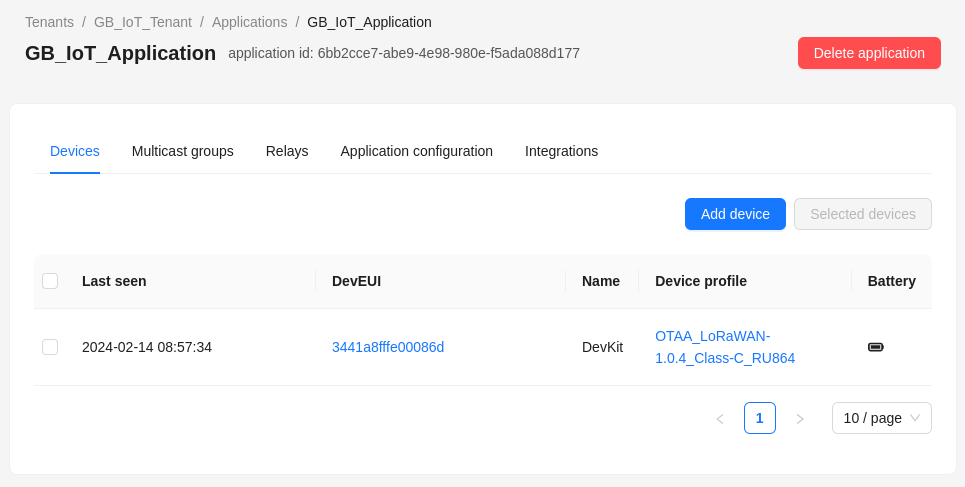 Tenants / GB_IoT_Tenant / Applications / GB_IoT_Application
GB_IoT_Application application id: 6bb2cce7-abe9-4e98-980e-f5ada088d177 Delete application
Devices Multicast groups Relays Application configuration Integrations
Add device Selected devices
Last seen DevEUI Name Device profile Battery
2024-02-14 08:57:34 3441a8fffe00086d DevKit OTAA_LoRaWAN-
1.0.4_Class-C_RU864
1 10 / page